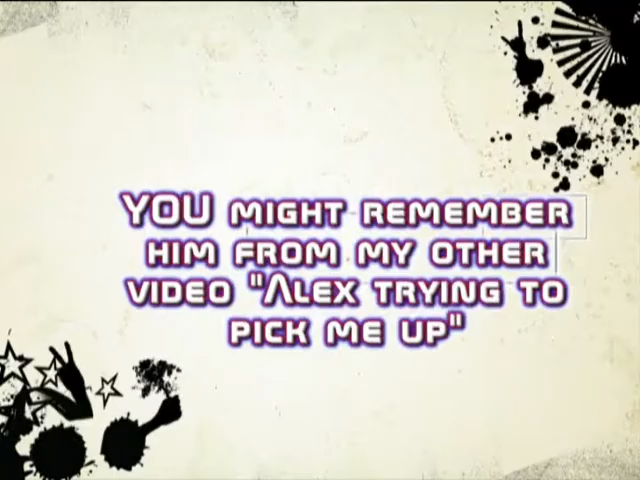 YOU MIGHT REMEMBER
HIM FROM MY OTHER
VIDEO "ALEX TRYING TO
PICK ME UP"